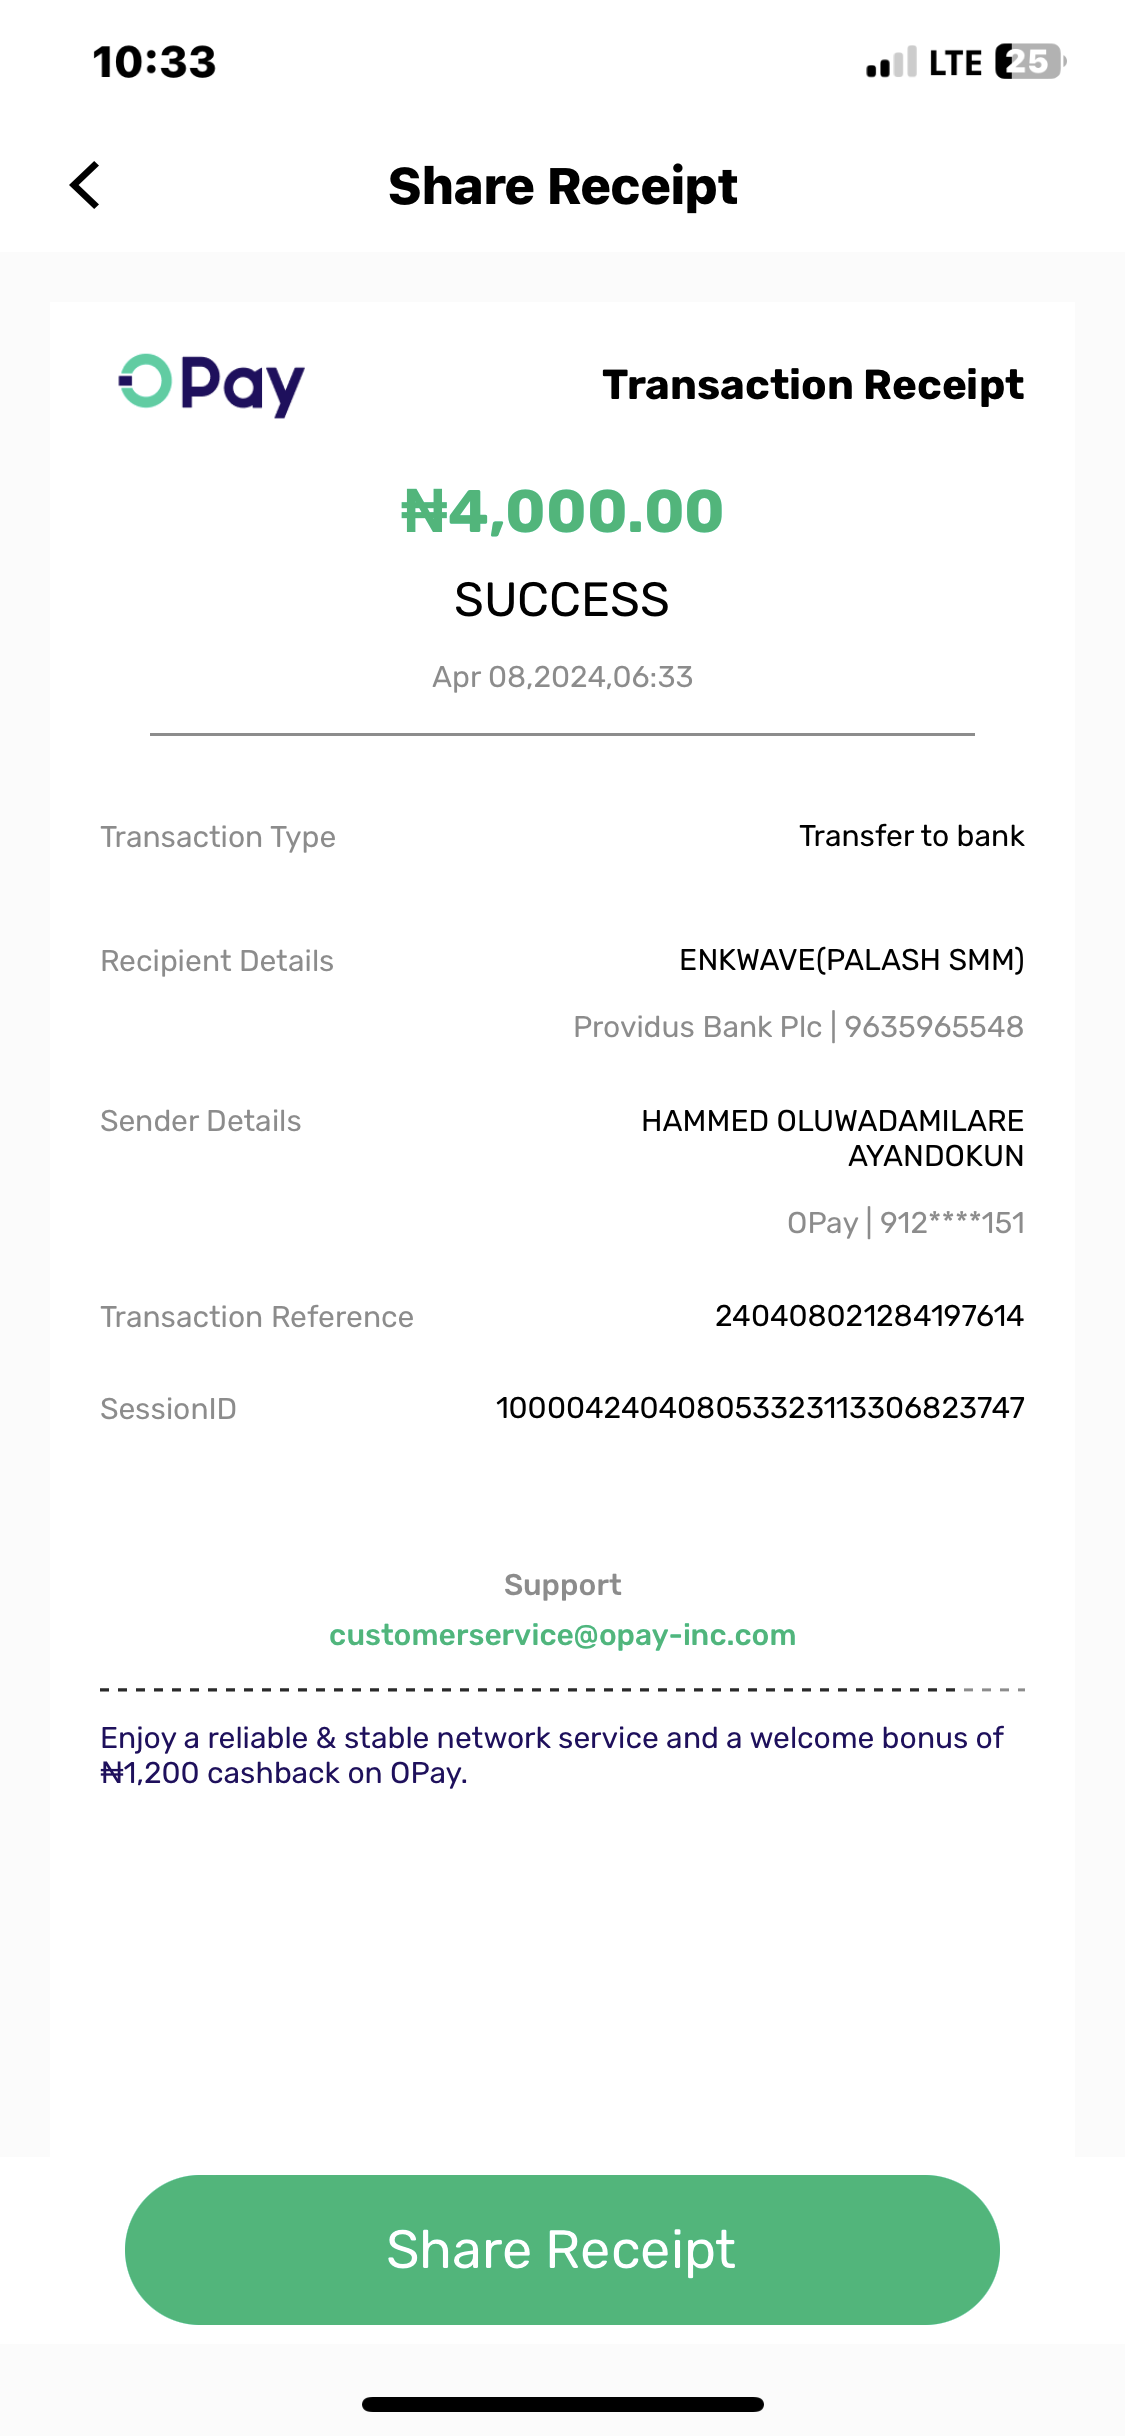 10:33
LTE 25
Share Receipt
OPay
Transaction Receipt
₦4,000.00
SUCCESS
Apr 08,2024,06:33
Transaction Type
Transfer to bank
Recipient Details
ENKWAVE(PALASH SMM)
Providus Bank Plc | 9635965548
Sender Details
HAMMED OLUWADAMILARE
AYANDOKUN
OPay | 912****151
Transaction Reference
240408021284197614
SessionID
100004240408053323113306823747
Support
customerservice@opay-inc.com
Enjoy a reliable & stable network service and a welcome bonus of
₦1,200 cashback on OPay.
Share Receipt